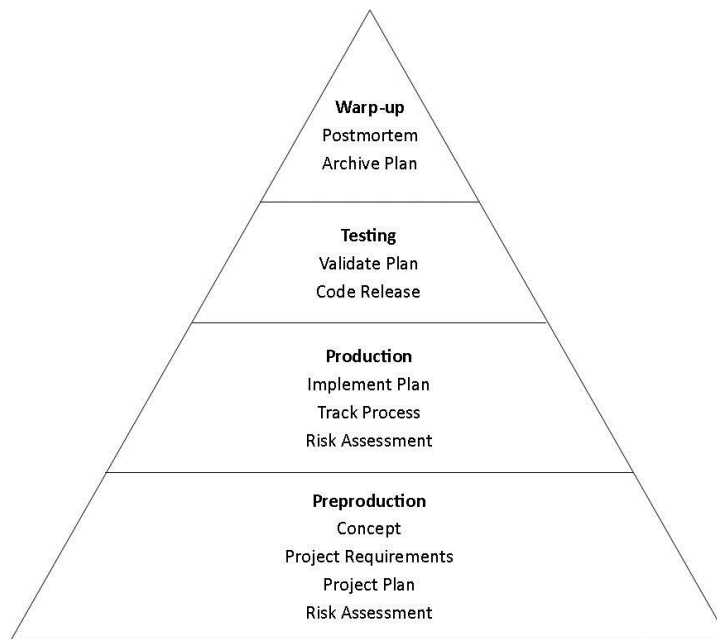 Warp-up
Postmortem
Archive Plan
Testing
Validate Plan
Code Release
Production
Implement Plan
Track Process
Risk Assessment
Preproduction
Concept
Project Requirements
Project Plan
Risk Assessment